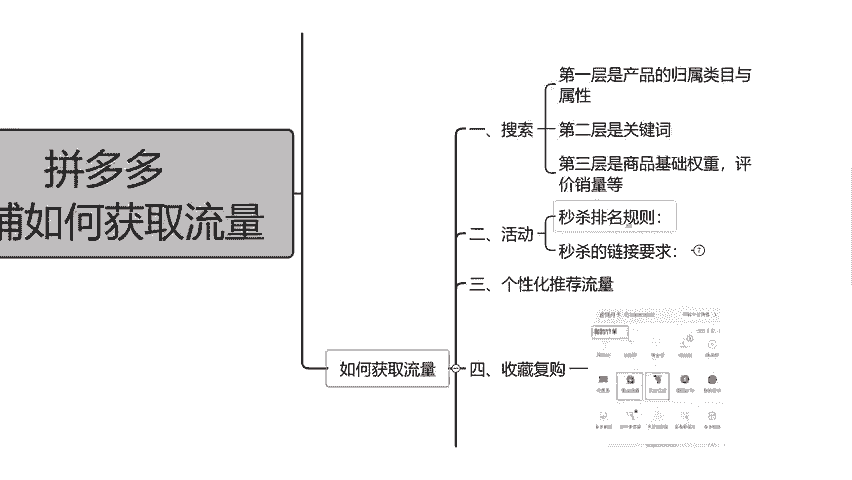 拼多多
铺如何获取流量
如何获取流量
一、搜索
第一层是产品的归属类目与
属性
第二层是关键词
第三层是商品基础权重，评
价销量等
二、活动
秒杀排名规则：
秒杀的链接要求：
三、个性化推荐流量
四、收藏复购